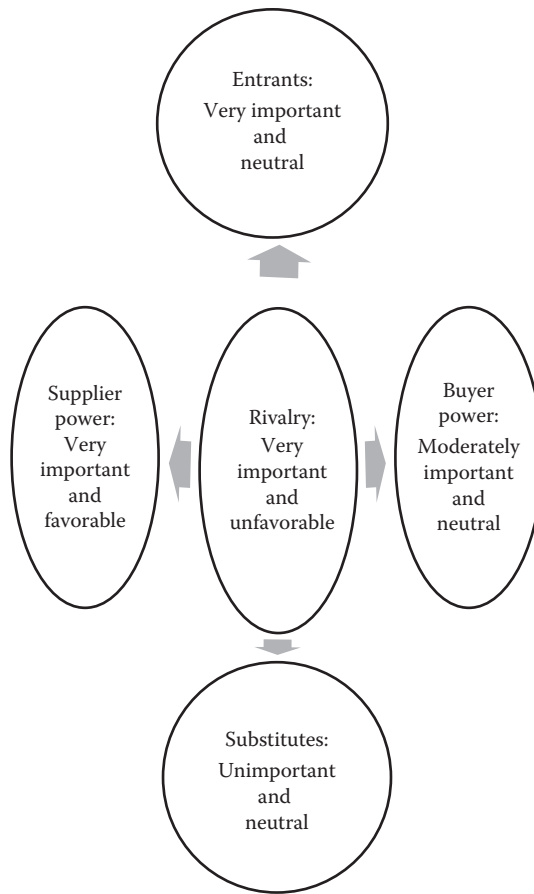 Entrants:
Very important
and
neutral
Supplier
power:
Very
important
and
favorable
Rivalry:
Very
important
and
unfavorable
Buyer
power:
Moderately
important
and
neutral
Substitutes:
Unimportant
and
neutral